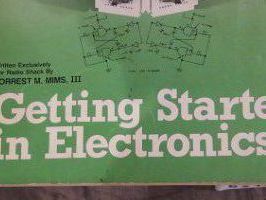 ritten Exclusively
r Radio Shack By
ORREST M. MIMS, III
Getting Starte
in Electronics